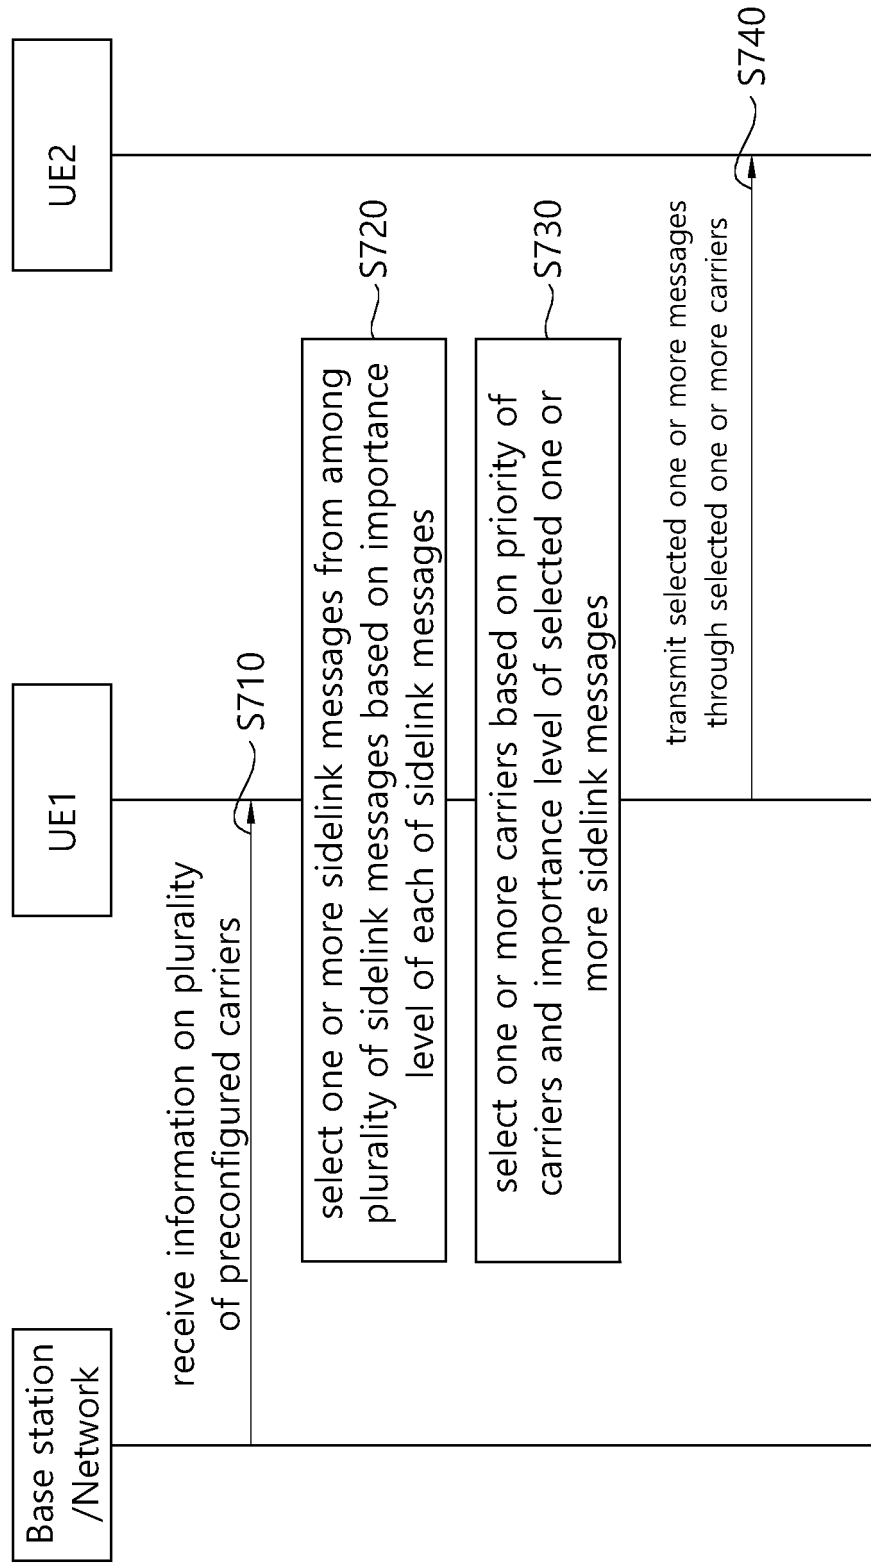 Base station
/Network
UE1
UE2
receive information on plurality
of preconfigured carriers
S710
select one or more sidelink messages from among
plurality of sidelink messages based on importance
level of each of sidelink messages
S720
select one or more carriers based on priority of
carriers and importance level of selected one or
more sidelink messages
S730
transmit selected one or more messages
through selected one or more carriers
S740